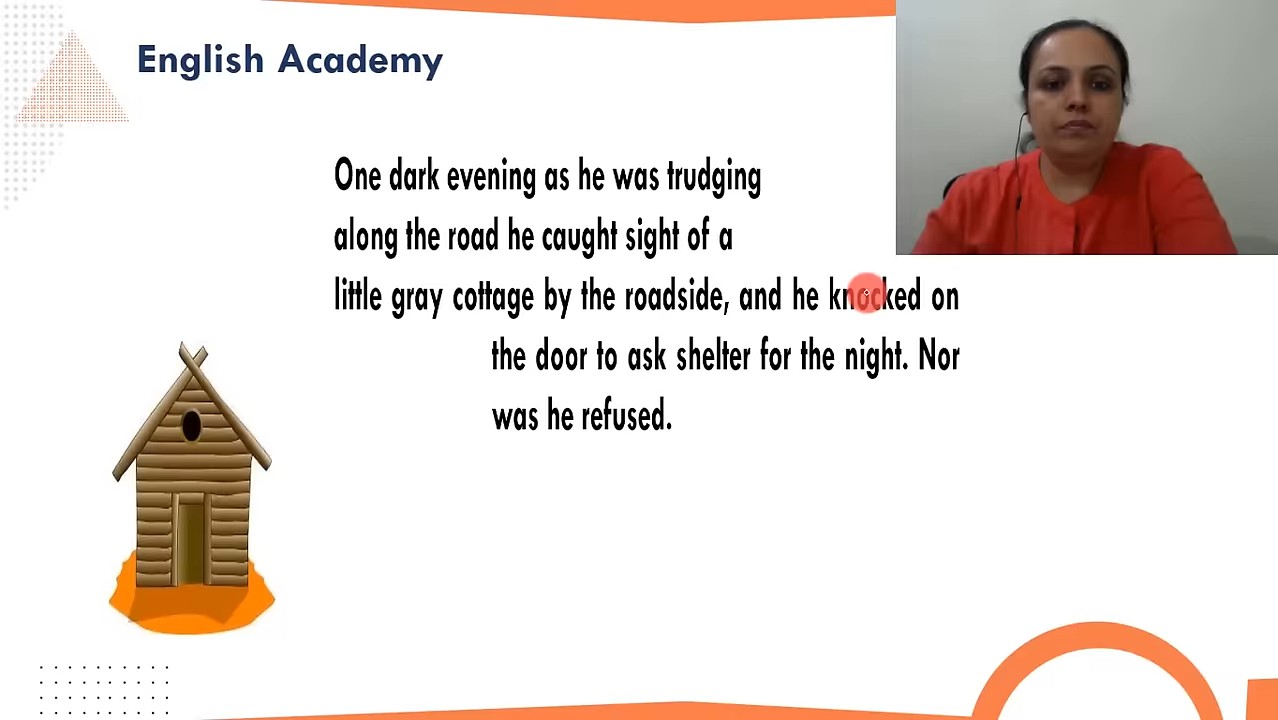 English Academy
One dark evening as he was trudging
along the road he caught sight of a
little gray cottage by the roadside, and he knocked on
the door to ask shelter for the night. Nor
was he refused.